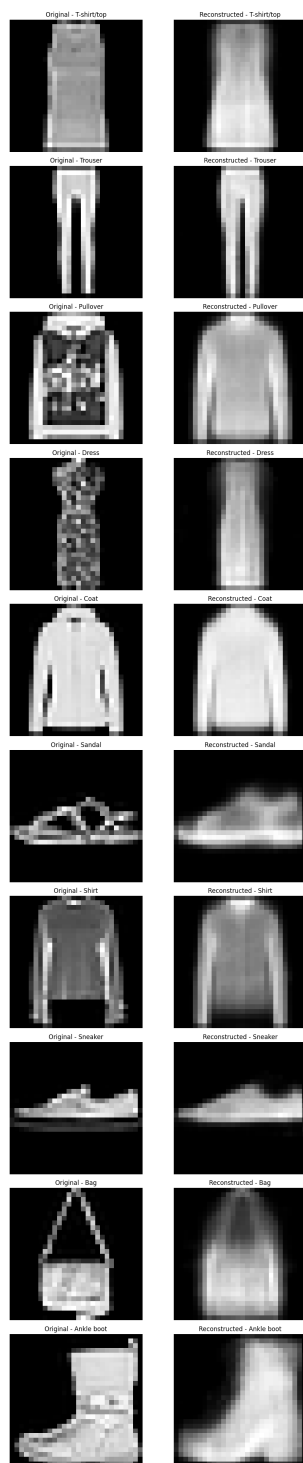 Original - T-shirt/top
Reconstructed - T-shirt/top
Original - Trouser
Reconstructed - Trouser
Original - Pullover
Reconstructed - Pullover
Original - Dress
Reconstructed - Dress
Original - Coat
Reconstructed - Coat
Original - Sandal
Reconstructed - Sandal
Original - Shirt
Reconstructed - Shirt
Original - Sneaker
Reconstructed - Sneaker
Original - Bag
Reconstructed - Bag
Original - Ankle boot
Reconstructed - Ankle boot